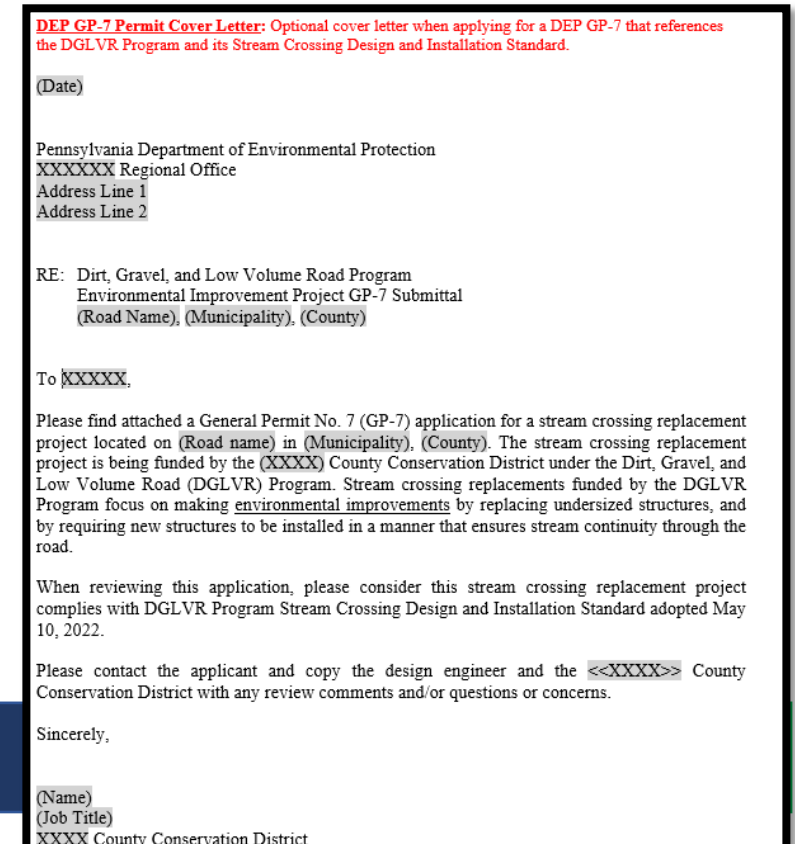 DEP GP-7 Permit Cover Letter: Optional cover letter when applying for a DEP GP-7 that references
the DGLVR Program and its Stream Crossing Design and Installation Standard.
(Date)
Pennsylvania Department of Environmental Protection
XXXXXX Regional Office
Address Line 1
Address Line 2
RE: Dirt, Gravel, and Low Volume Road Program
Environmental Improvement Project GP-7 Submittal
(Road Name), (Municipality), (County)
To XXXXX,
Please find attached a General Permit No. 7 (GP-7) application for a stream crossing replacement
project located on (Road name) in (Municipality), (County). The stream crossing replacement
project is being funded by the (XXXX) County Conservation District under the Dirt, Gravel, and
Low Volume Road (DGLVR) Program. Stream crossing replacements funded by the DGLVR
Program focus on making environmental improvements by replacing undersized structures, and
by requiring new structures to be installed in a manner that ensures stream continuity through the
road.
When reviewing this application, please consider this stream crossing replacement project
complies with DGLVR Program Stream Crossing Design and Installation Standard adopted May
10, 2022.
Please contact the applicant and copy the design engineer and the <<XXXX>> County
Conservation District with any review comments and/or questions or concerns.
Sincerely,
(Name)
(Job Title)
XXXX County Conservation District